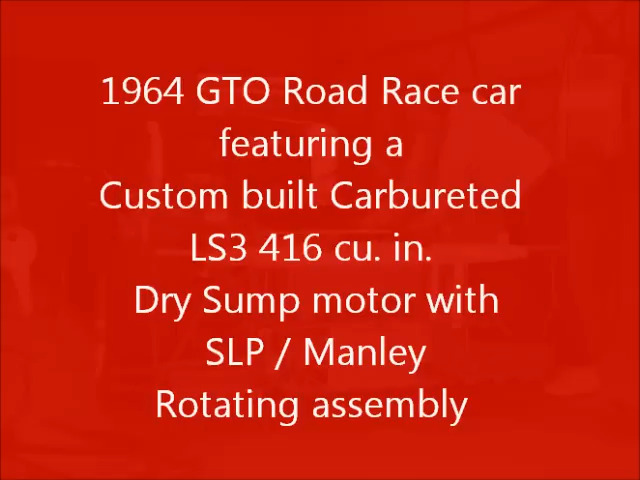 1964 GTO Road Race car
featuring a
Custom built Carbureted
LS3 416 cu. in.
Dry Sump motor with
SLP / Manley
Rotating assembly